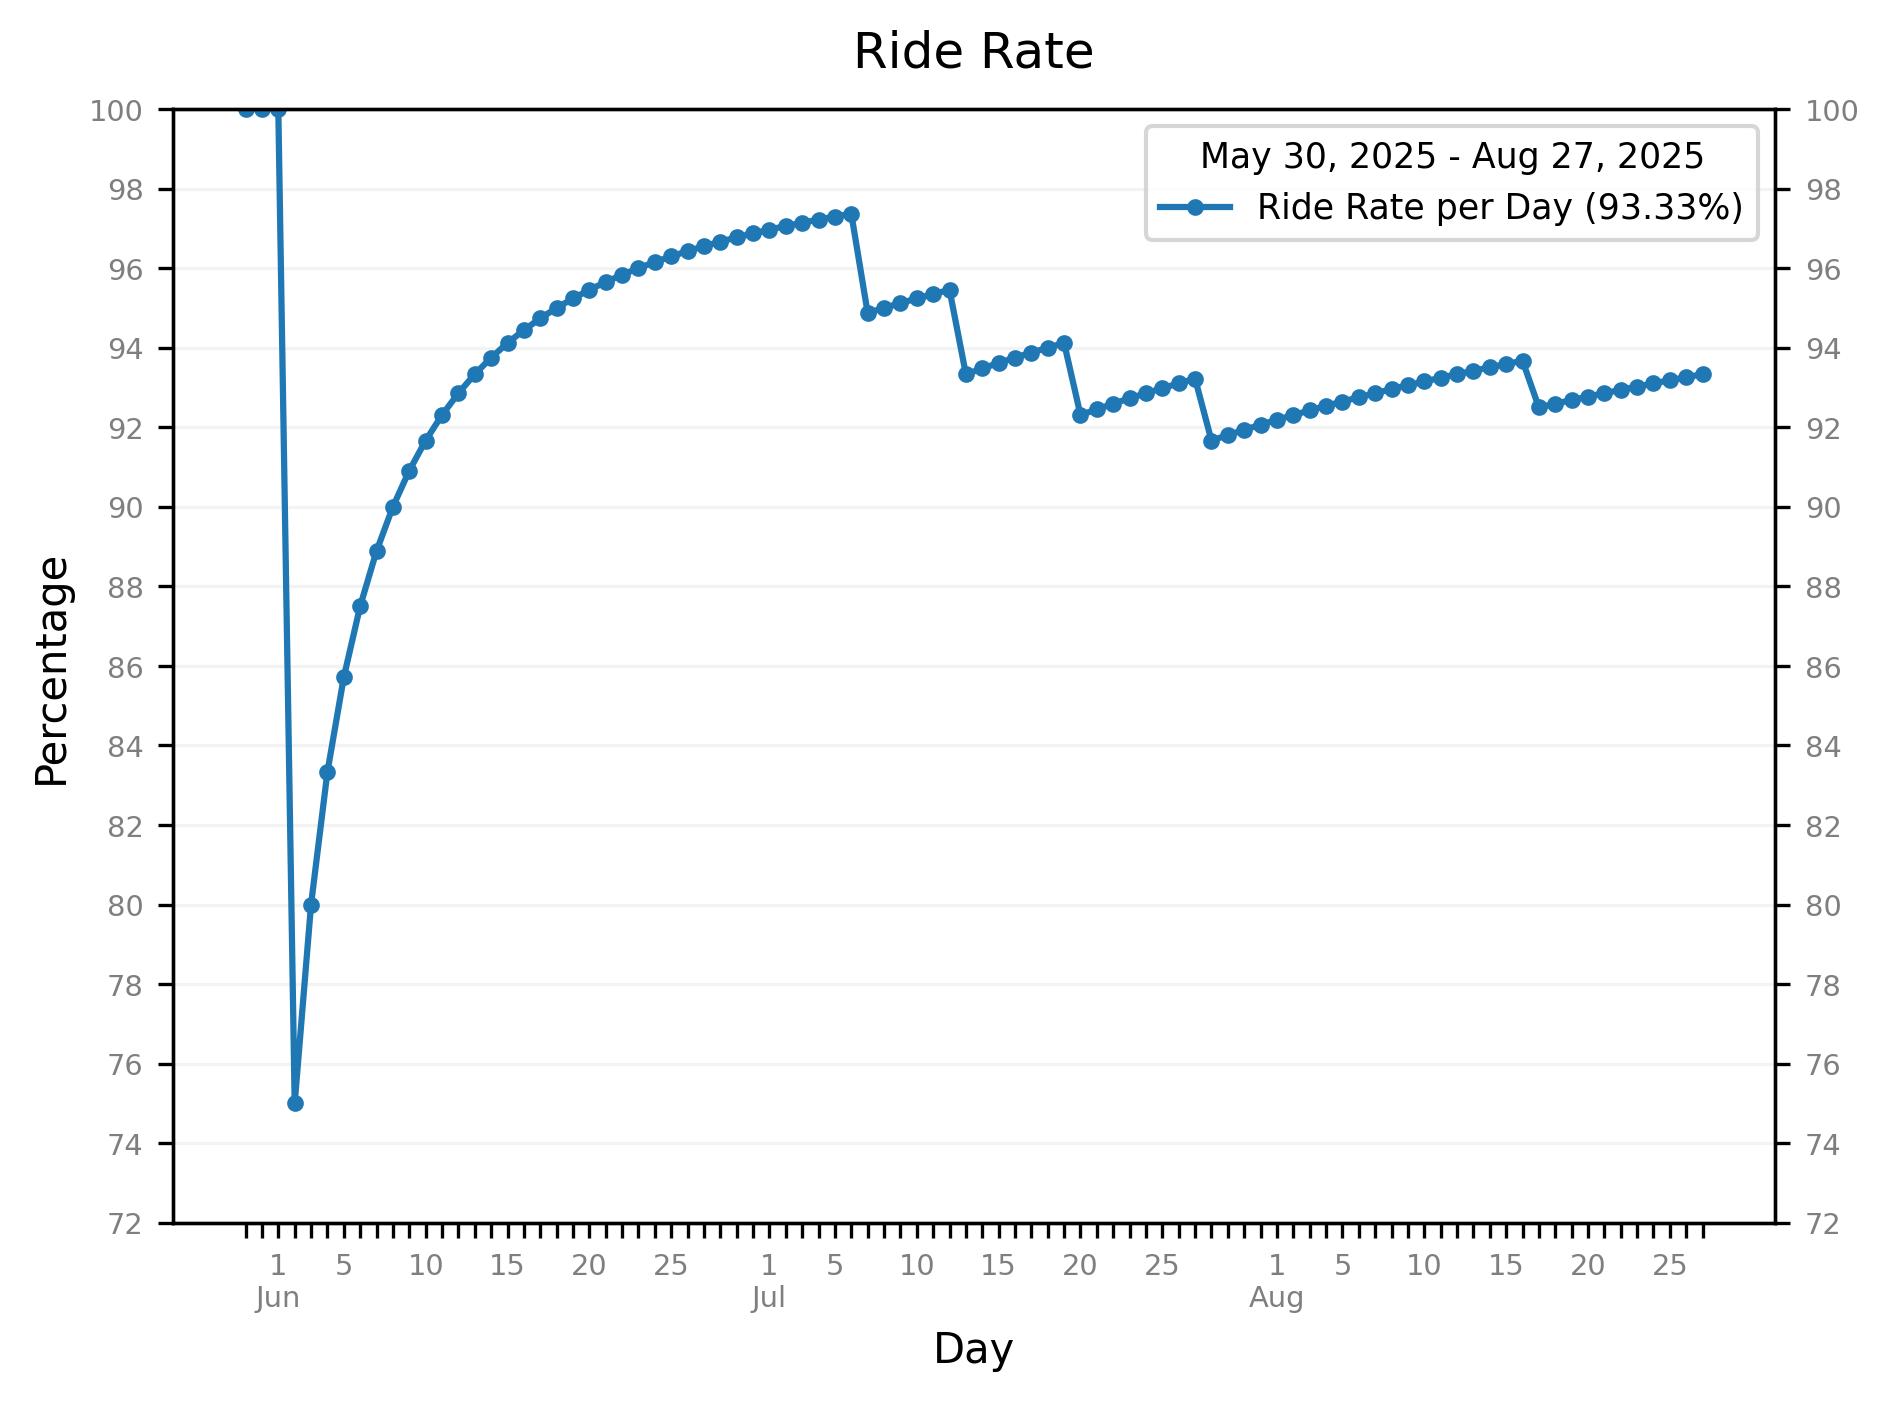 Ride Rate
May 30, 2025 - Aug 27, 2025
Ride Rate per Day (93.33%)
Percentage
100 100
98 98
96 96
94 94
92 92
90 90
88 88
86 86
84 84
82 82
80 80
78 78
76 76
74 74
72 72
1 5 10 15 20 25 1 5 10 15 20 25 1 5 10 15 20 25
Jun Jul Aug
Day